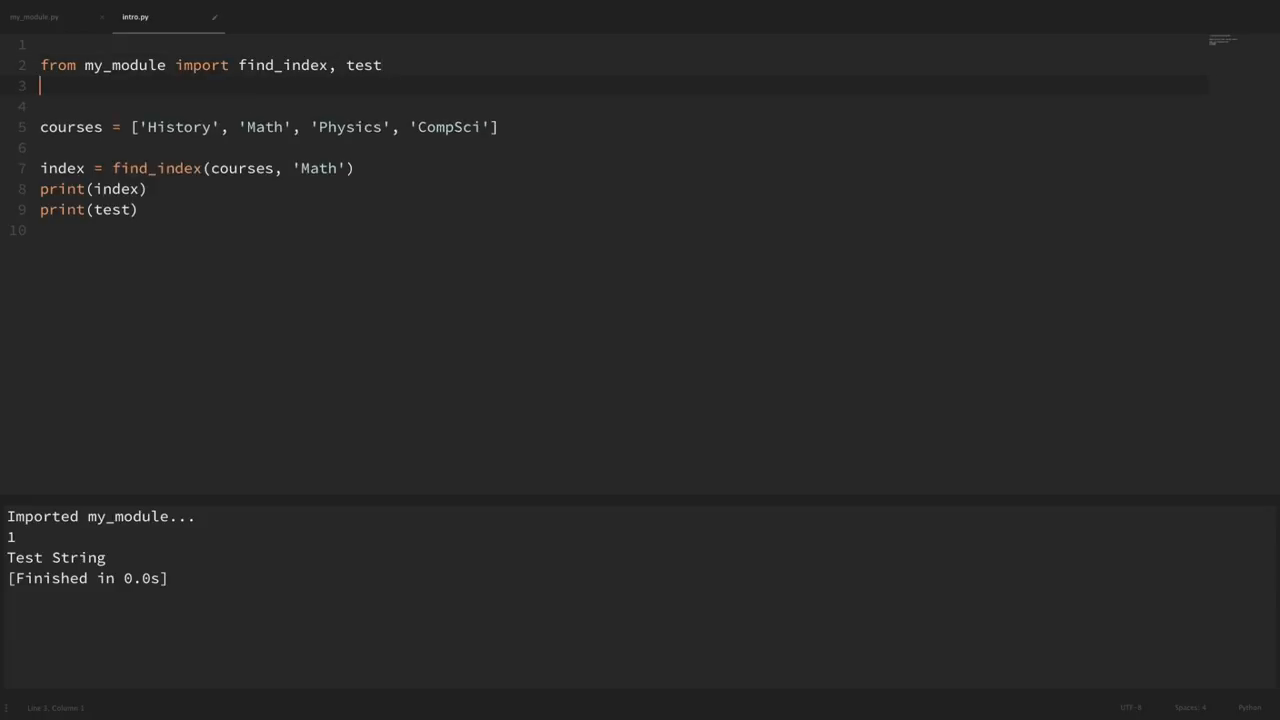 my_module.py × intro.py
1
2 from my_module import find_index, test
3
4
5 courses = ['History', 'Math', 'Physics', 'CompSci']
6
7 index = find_index(courses, 'Math')
8 print(index)
9 print(test)
10
Imported my_module...
1
Test String
[Finished in 0.0s]
Line 3, Column 1 UTF-8 Spaces: 4 Python